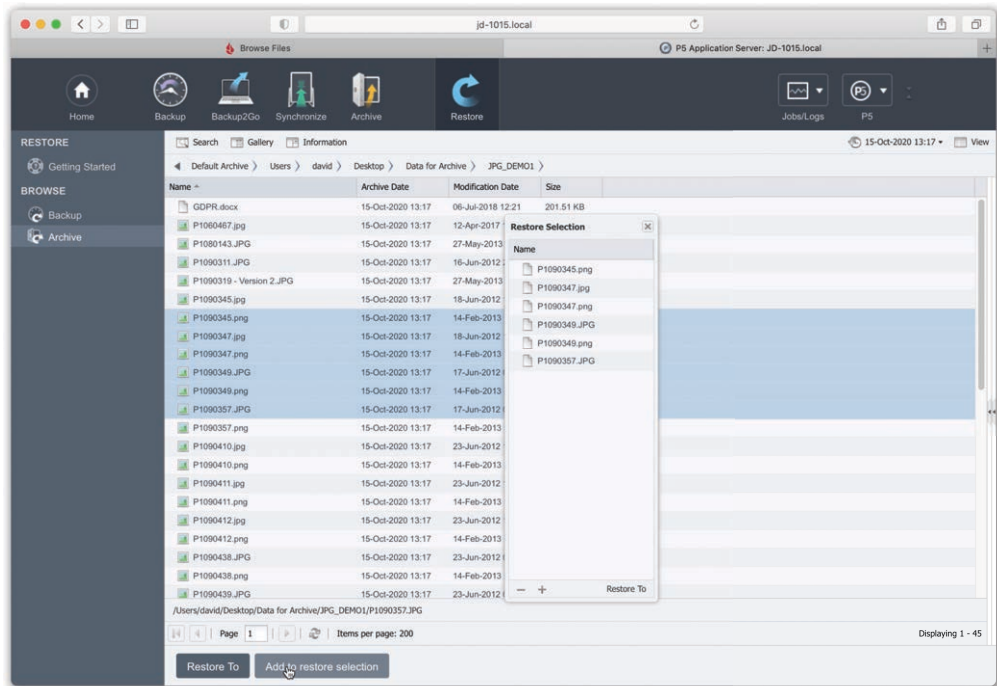 jd-1015.local
Browse Files
P5 Application Server: JD-1015.local
Home Backup Backup2Go Synchronize Archive Restore Jobs/Logs P5
RESTORE
Getting Started
BROWSE
Backup
Archive
Search Gallery Information 15-Oct-2020 13:17 View
Default Archive Users david Desktop Data for Archive JPG_DEMO1
Name Archive Date Modification Date Size
GDPR.docx 15-Oct-2020 13:17 06-Jul-2018 12:21 201.51 KB
P1060467.jpg 15-Oct-2020 13:17 12-Apr-2017
P1080143.JPG 15-Oct-2020 13:17 27-May-2013
P1090311.JPG 15-Oct-2020 13:17 16-Jun-2012
P1090319 - Version 2.JPG 15-Oct-2020 13:17 27-May-2013
P1090345.jpg 15-Oct-2020 13:17 18-Jun-2012
P1090345.png 15-Oct-2020 13:17 14-Feb-2013
P1090347.jpg 15-Oct-2020 13:17 18-Jun-2012
P1090347.png 15-Oct-2020 13:17 14-Feb-2013
P1090349.JPG 15-Oct-2020 13:17 17-Jun-2012
P1090349.png 15-Oct-2020 13:17 14-Feb-2013
P1090357.JPG 15-Oct-2020 13:17 17-Jun-2012
P1090357.png 15-Oct-2020 13:17 14-Feb-2013
P1090410.jpg 15-Oct-2020 13:17 23-Jun-2012
P1090410.png 15-Oct-2020 13:17 14-Feb-2013
P1090411.jpg 15-Oct-2020 13:17 23-Jun-2012
P1090411.png 15-Oct-2020 13:17 14-Feb-2013
P1090412.jpg 15-Oct-2020 13:17 23-Jun-2012
P1090412.png 15-Oct-2020 13:17 14-Feb-2013
P1090438.JPG 15-Oct-2020 13:17 23-Jun-2012
P1090438.png 15-Oct-2020 13:17 14-Feb-2013
P1090439.JPG 15-Oct-2020 13:17 23-Jun-2012
Restore Selection
Name
P1090345.png
P1090347.jpg
P1090347.png
P1090349.JPG
P1090349.png
P1090357.JPG
Restore To
/Users/david/Desktop/Data for Archive/JPG_DEMO1/P1090357.JPG
Page 1 Items per page: 200 Displaying 1 - 45
Restore To Add to restore selection